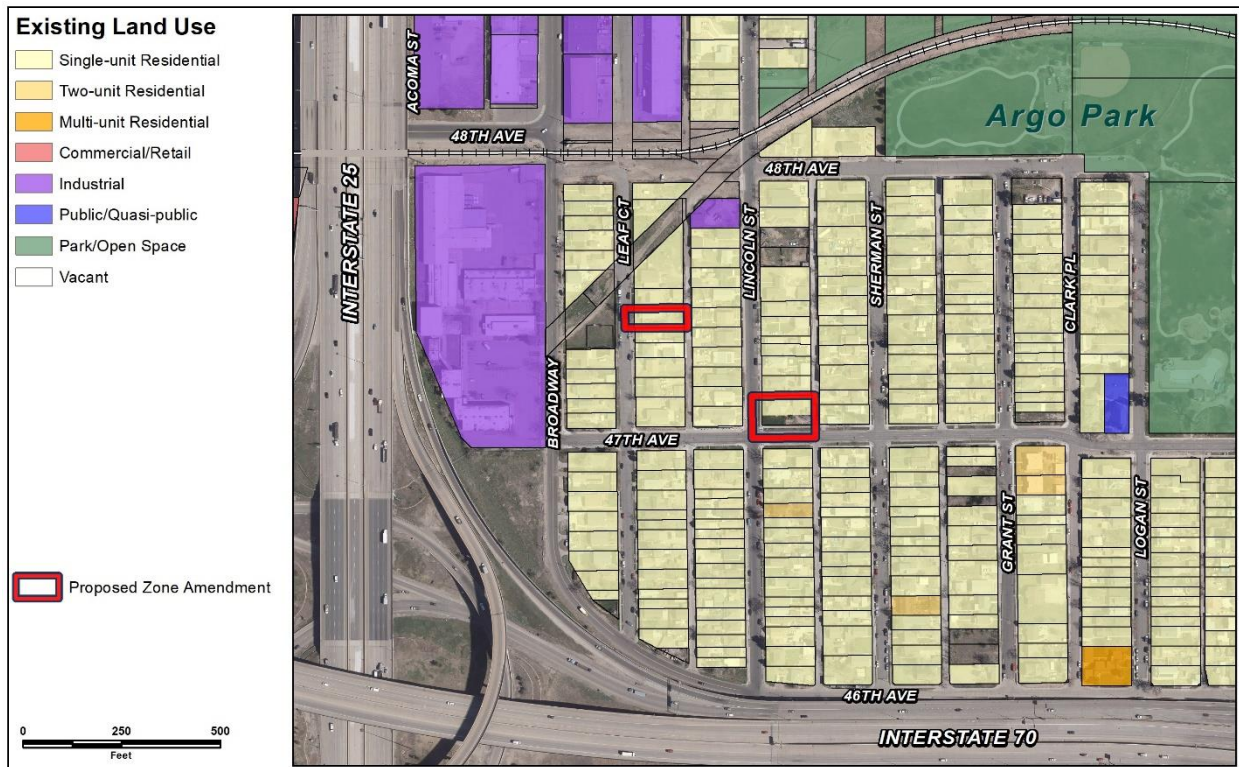 Existing Land Use
Single-unit Residential
Two-unit Residential
Multi-unit Residential
Commercial/Retail
Industrial
Public/Quasi-public
Park/Open Space
Vacant
Proposed Zone Amendment
0 250 500
Feet
ACOMA ST
48TH AVE
Argo Park
INTERSTATE 25
48TH AVE
LEAF CT
LINCOLN ST
SHERMAN ST
CLARK PL
BROADWAY
47TH AVE
GRANT ST
LOGAN ST
46TH AVE
INTERSTATE 70